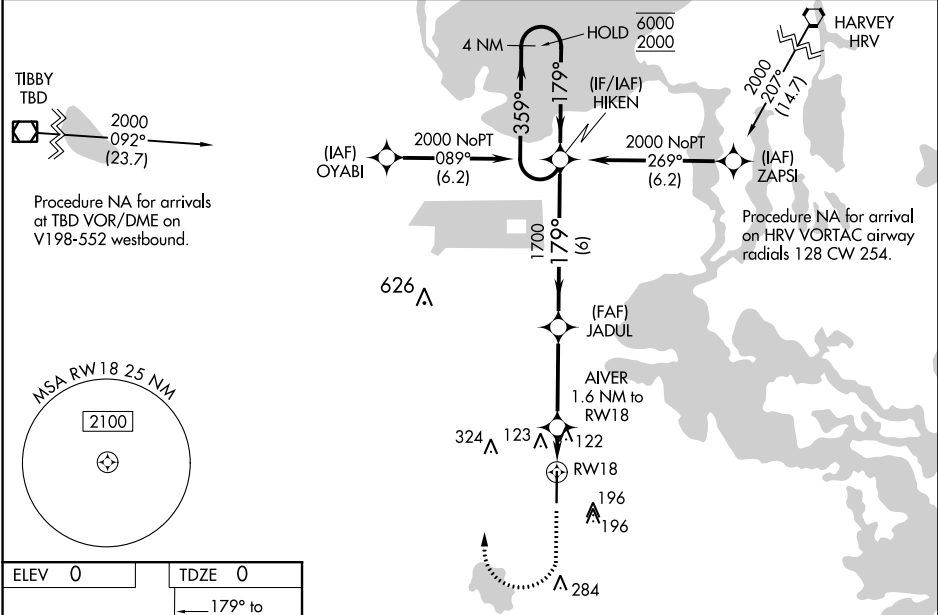 HOLD
6000
2000
4 NM
HARVEY
HRV
TIBBY
TBD
2000
092°
(23.7)
359°
179°
(IF/IAF)
HIKEN
2000
207°
(14.7)
(IAF)
OYABI
2000 NoPT
089°
(6.2)
2000 NoPT
269°
(6.2)
(IAF)
ZAPSI
Procedure NA for arrivals
at TBD VOR/DME on
V198-552 westbound.
Procedure NA for arrival
on HRV VORTAC airway
radials 128 CW 254.
1700
179°
(6)
626
(FAF)
JADUL
MSA RW18 25 NM
2100
AIVER
1.6 NM to
RW18
324
123
122
RW18
196
196
284
ELEV 0
TDZE 0
179° to